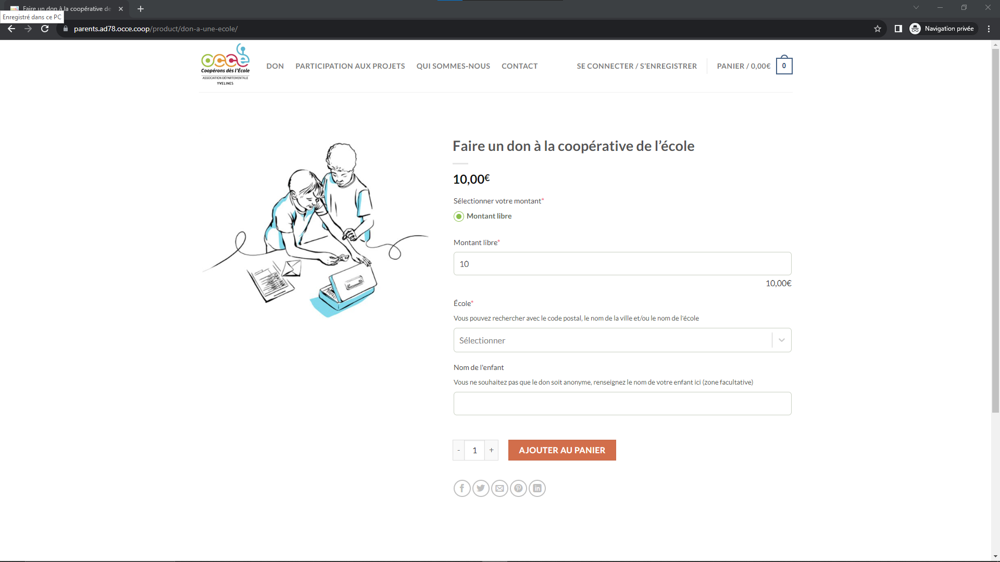 Faire un don à la coopérative de
Enregistré dans ce PC
parents.ad78.occe.coop/product/don-a-une-ecole/
Navigation privée
occe
Coopérons dès l'École
ASSOCIATION DÉPARTEMENTALE
YVELINES
DON
PARTICIPATION AUX PROJETS
QUI SOMMES-NOUS
CONTACT
SE CONNECTER / S'ENREGISTRER
PANIER / 0,00€
0
Faire un don à la coopérative de l’école
10,00€
Sélectionner votre montant*
Montant libre
Montant libre*
10
10,00€
École*
Vous pouvez rechercher avec le code postal, le nom de la ville et/ou le nom de l'école
Sélectionner
Nom de l'enfant
Vous ne souhaitez pas que le don soit anonyme, renseignez le nom de votre enfant ici (zone facultative)
- 1 +
AJOUTER AU PANIER